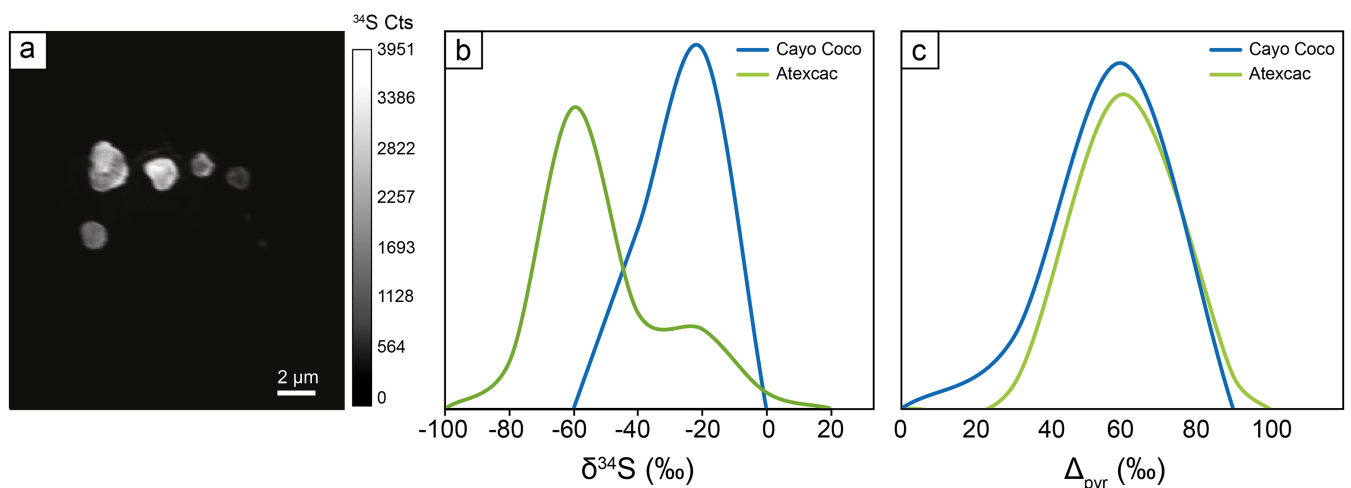 a
³⁴S Cts
3951
3386
2822
2257
1693
1128
564
0
2 µm
b
Cayo Coco
Atexcac
-100 -80 -60 -40 -20 0 20
δ³⁴S (‰)
c
Cayo Coco
Atexcac
0 20 40 60 80 100
Δpyr (‰)